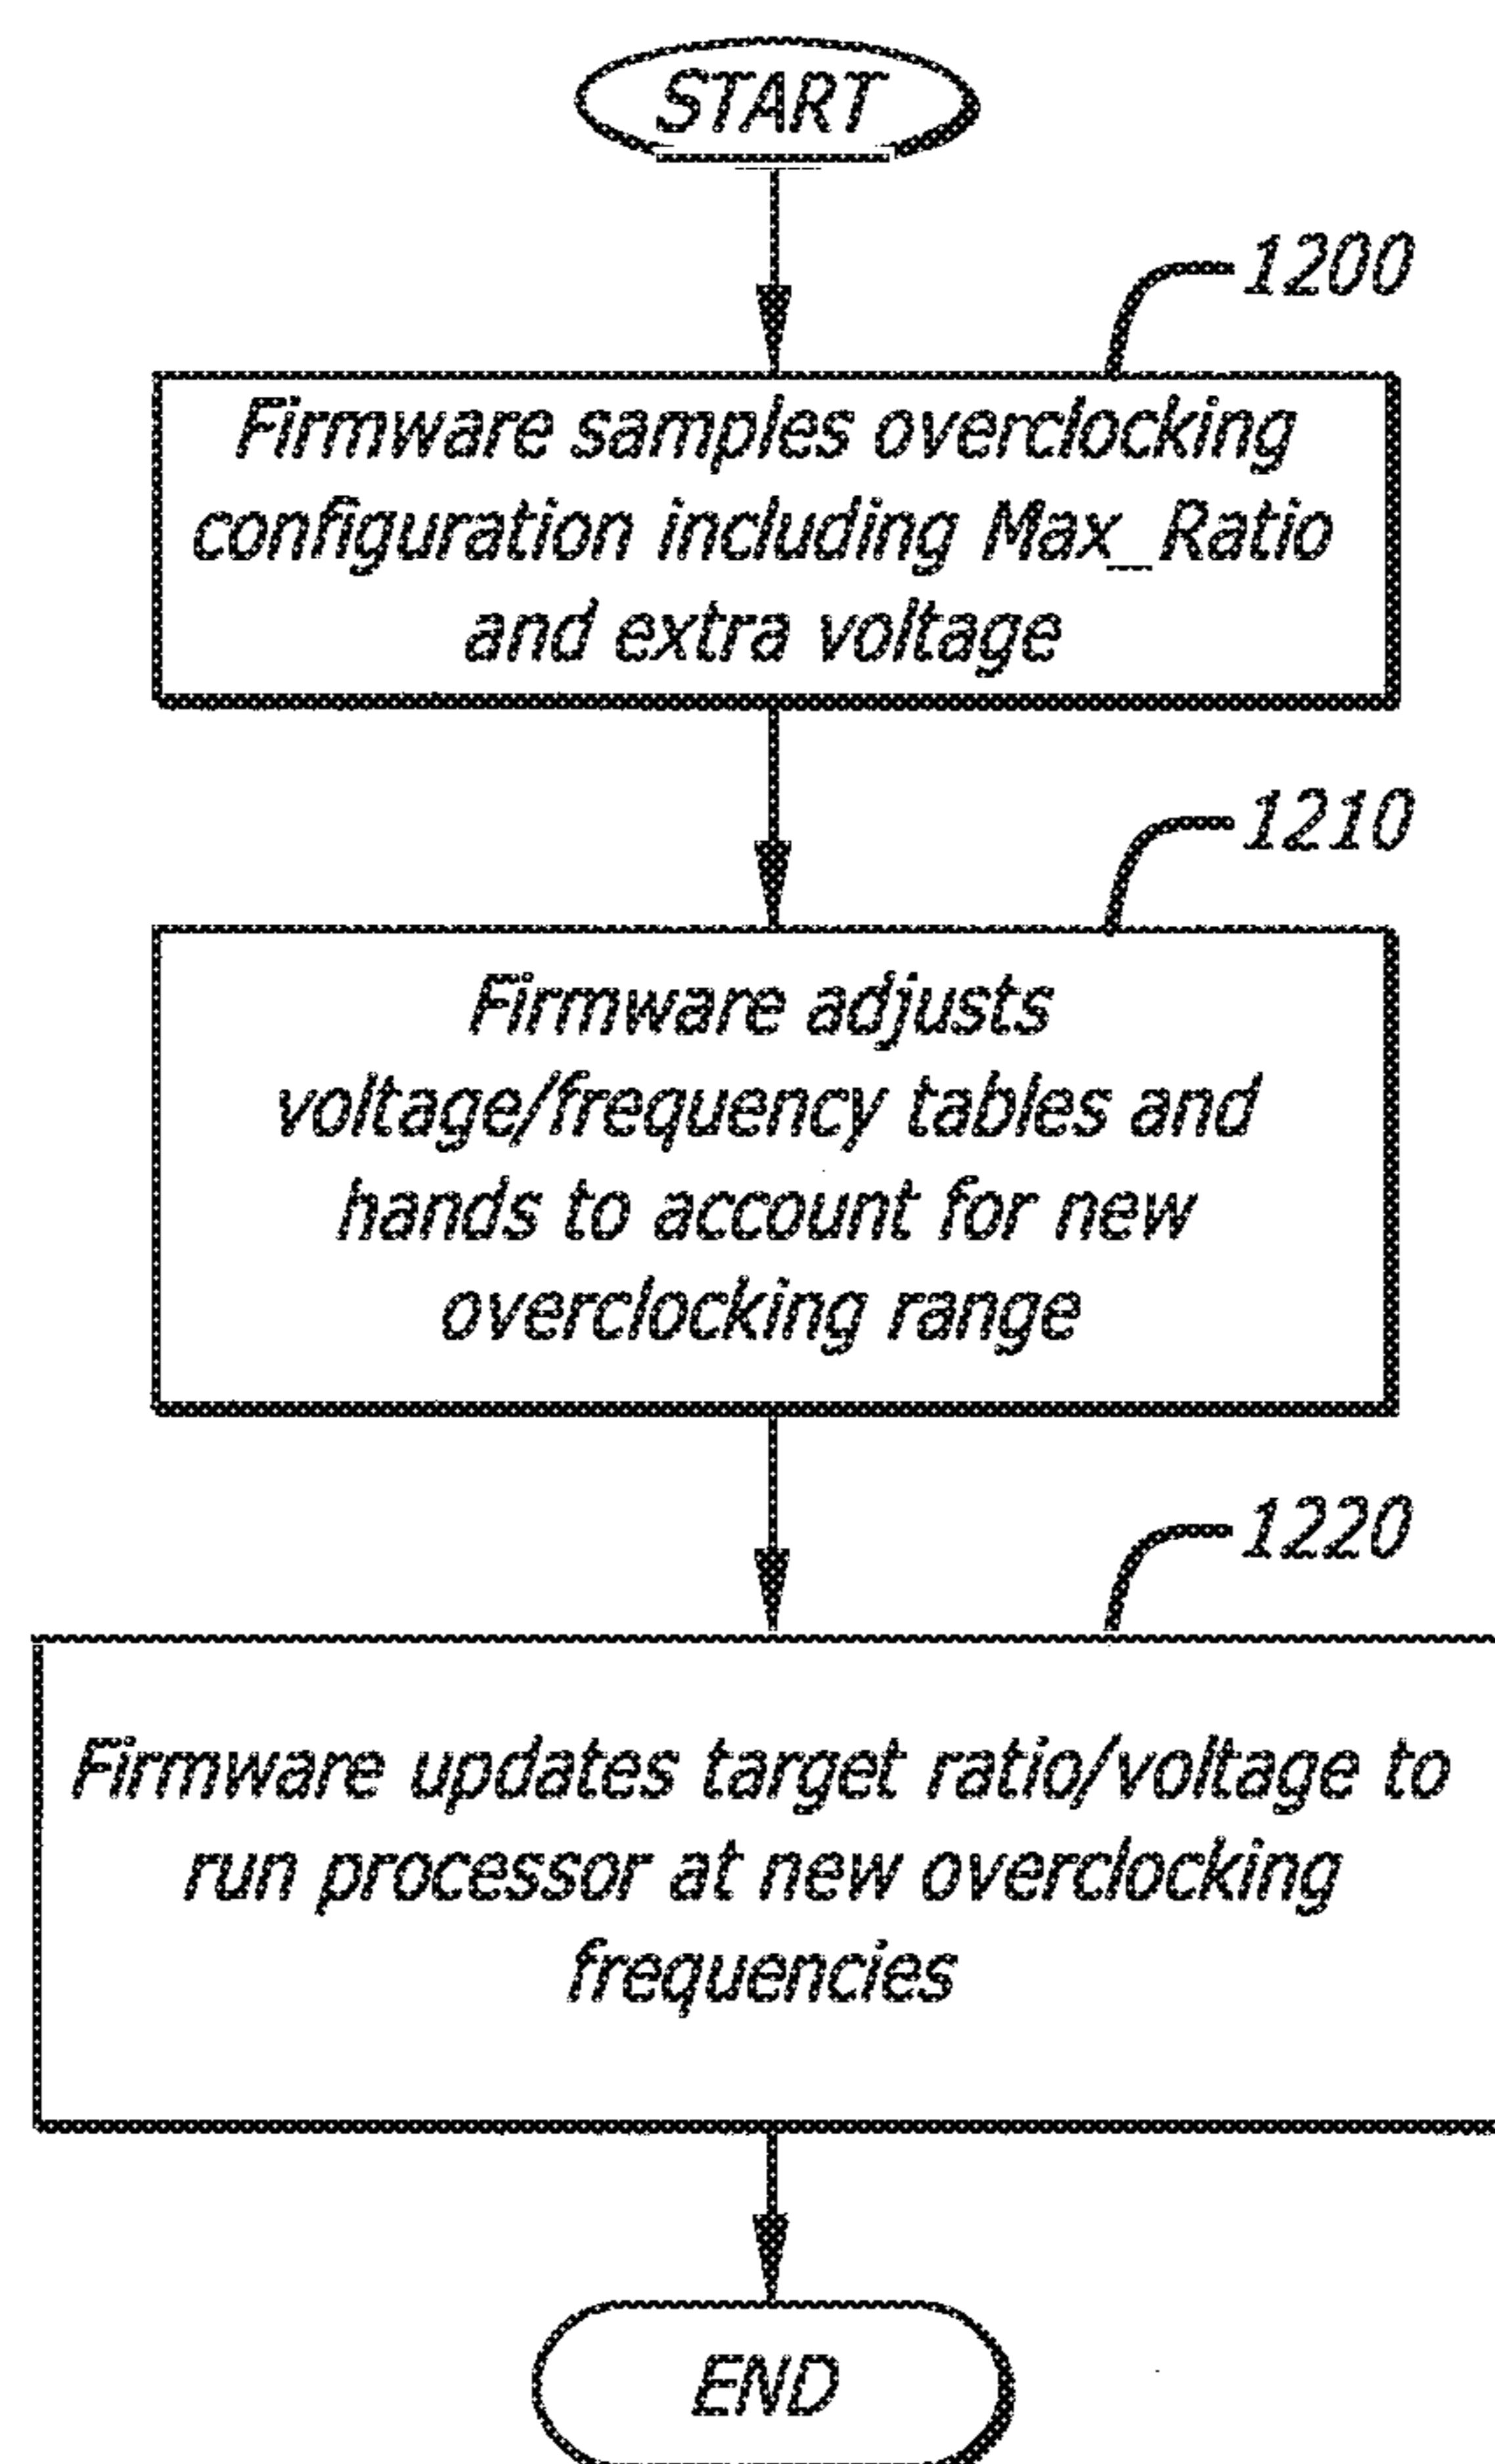 START
1200
Firmware samples overclocking
configuration including Max_Ratio
and extra voltage
1210
Firmware adjusts
voltage/frequency tables and
hands to account for new
overclocking range
1220
Firmware updates target ratio/voltage to
run processor at new overclocking
frequencies
END